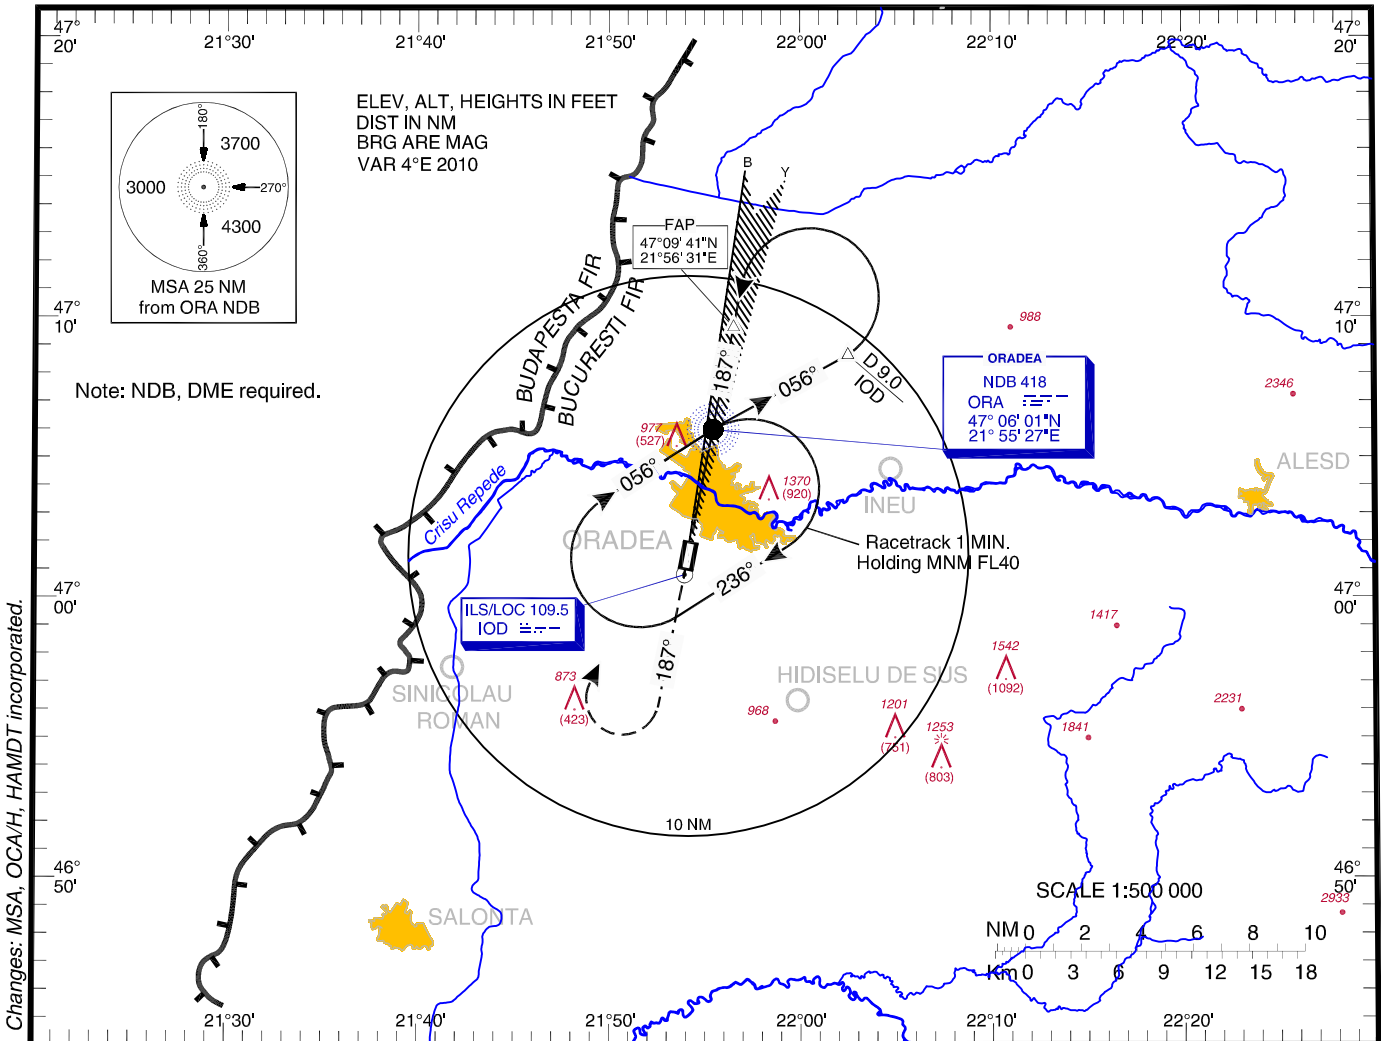 47°
20'
21°30'
21°40'
21°50'
22°00'
22°10'
22°20'
47°
20'
180°
3700
3000
270°
4300
360°
MSA 25 NM
from ORA NDB
ELEV, ALT, HEIGHTS IN FEET
DIST IN NM
BRG ARE MAG
VAR 4°E 2010
B
Y
FAP
47°09' 41"N
21°56' 31"E
BUDAPESTA FIR
BUCURESTI FIR
47°
10'
47°
10'
988
Note: NDB, DME required.
187°
056°
D 9.0
IOD
ORADEA
NDB 418
ORA
47° 06' 01"N
21° 55' 27"E
2346
977
(527)
056°
1370
(920)
Crisu Repede
INEU
ALESD
ORADEA
Racetrack 1 MIN.
Holding MNM FL40
236°
47°
00'
47°
00'
ILS/LOC 109.5
IOD
1417
187°
1542
(1092)
HIDISELU DE SUS
SINICOLAU
ROMAN
873
(423)
968
1201
(751)
1253
(803)
1841
2231
10 NM
46°
50'
46°
50'
SCALE 1:500 000
2933
SALONTA
NM 0 2 4 6 8 10
Km 0 3 6 9 12 15 18
21°30'
21°40'
21°50'
22°00'
22°10'
22°20'
Changes: MSA, OCA/H, HAMDT incorporated.